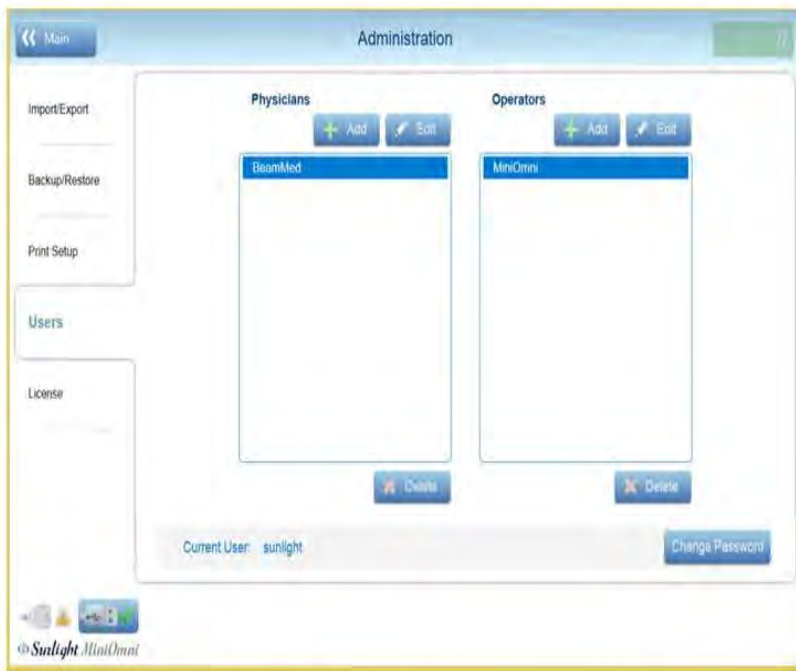 Main
Administration
Import/Export
Backup/Restore
Print Setup
Users
License
Physicians
Add Edit
BeamMed
Delete
Operators
Add Edit
MiniOmni
Delete
Current User: sunlight
Change Password
Sunlight MiniOmni